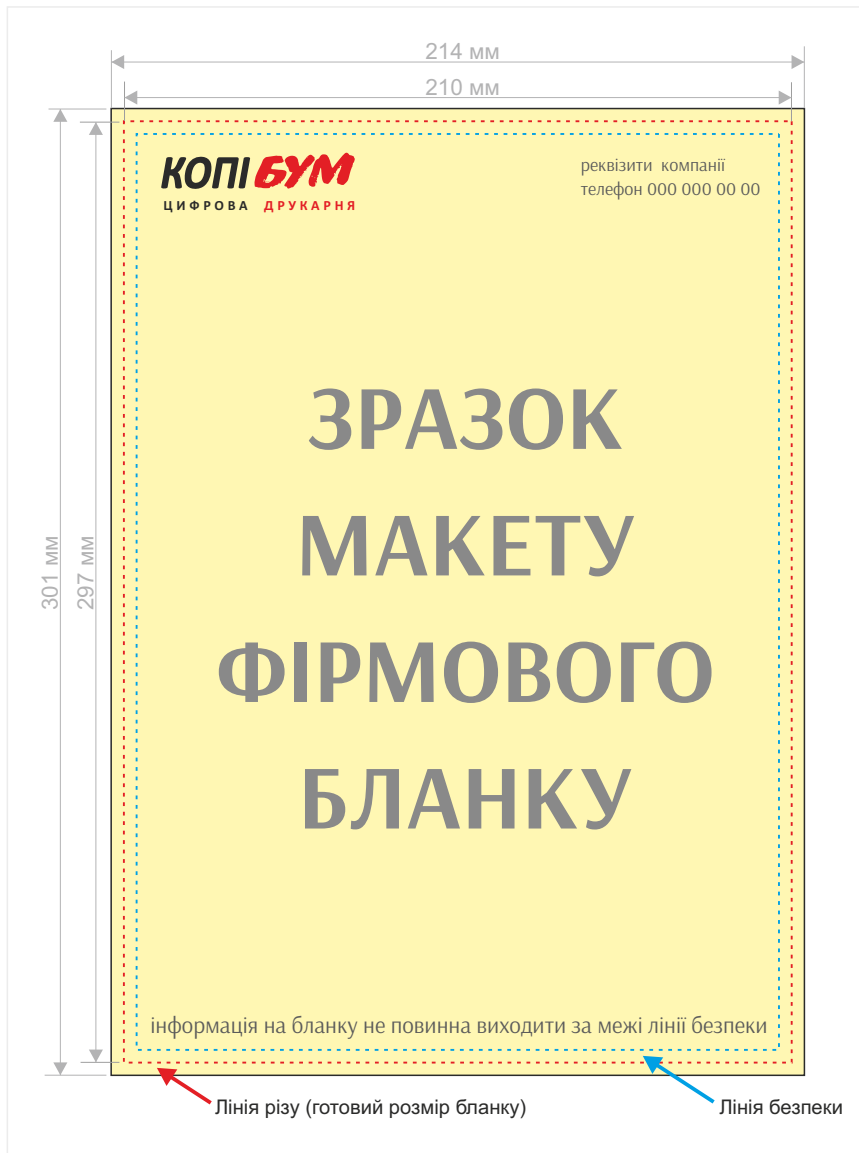 214 мм
210 мм
301 мм
297 мм
КОПІ БУМ
ЦИФРОВА ДРУКАРНЯ
реквізити компанії
телефон 000 000 00 00
ЗРАЗОК
МАКЕТУ
ФІРМОВОГО
БЛАНКУ
інформація на бланку не повинна виходити за межі лінії безпеки
Лінія різу (готовий розмір бланку)
Лінія безпеки